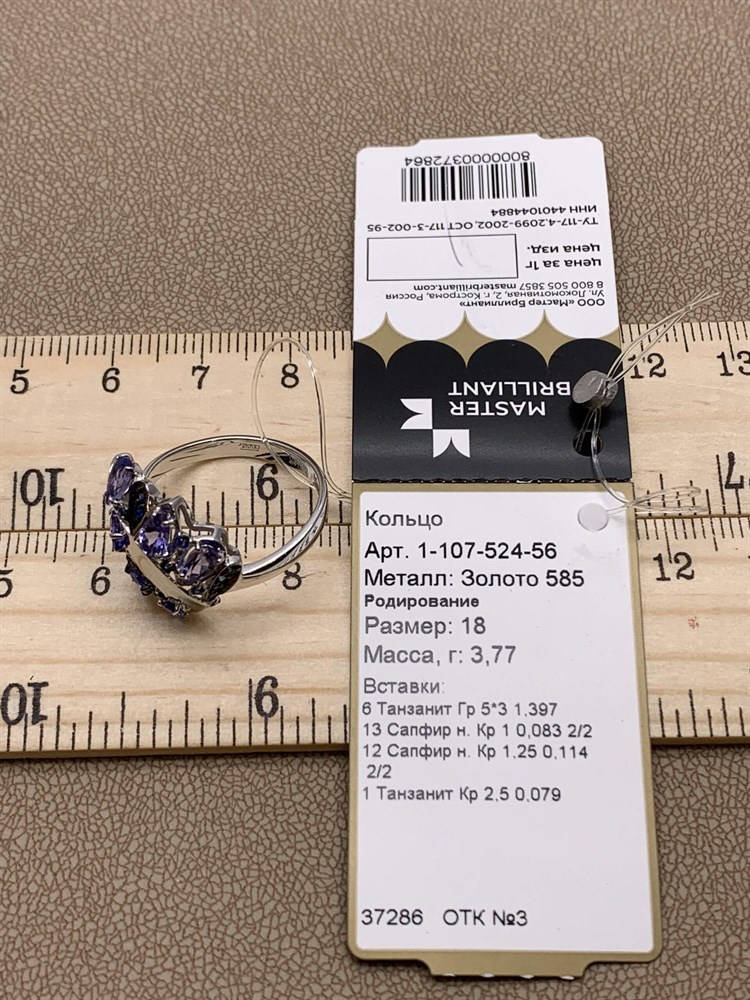 8000000372864
ИНН 4401044884
ТУ-117-4.2099-2002, ОСТ 117-3-002-95
цена за 1г
цена изд.
8 800 505 3857 masterbrilliant.com
Ул. Локомотивная, 2, г. Кострома, Россия
ООО «Мастер Бриллиант»
MASTER
BRILLIANT
Кольцо
Арт. 1-107-524-56
Металл: Золото 585
Родирование
Размер: 18
Масса, г: 3,77
Вставки:
6 Танзанит Гр 5*3 1,397
13 Сапфир н. Кр 1 0,083 2/2
12 Сапфир н. Кр 1,25 0,114
2/2
1 Танзанит Кр 2,5 0,079
37286 ОТК №3
5 6 7 8 12 13
10 9 7
5 6 8 12
10 9